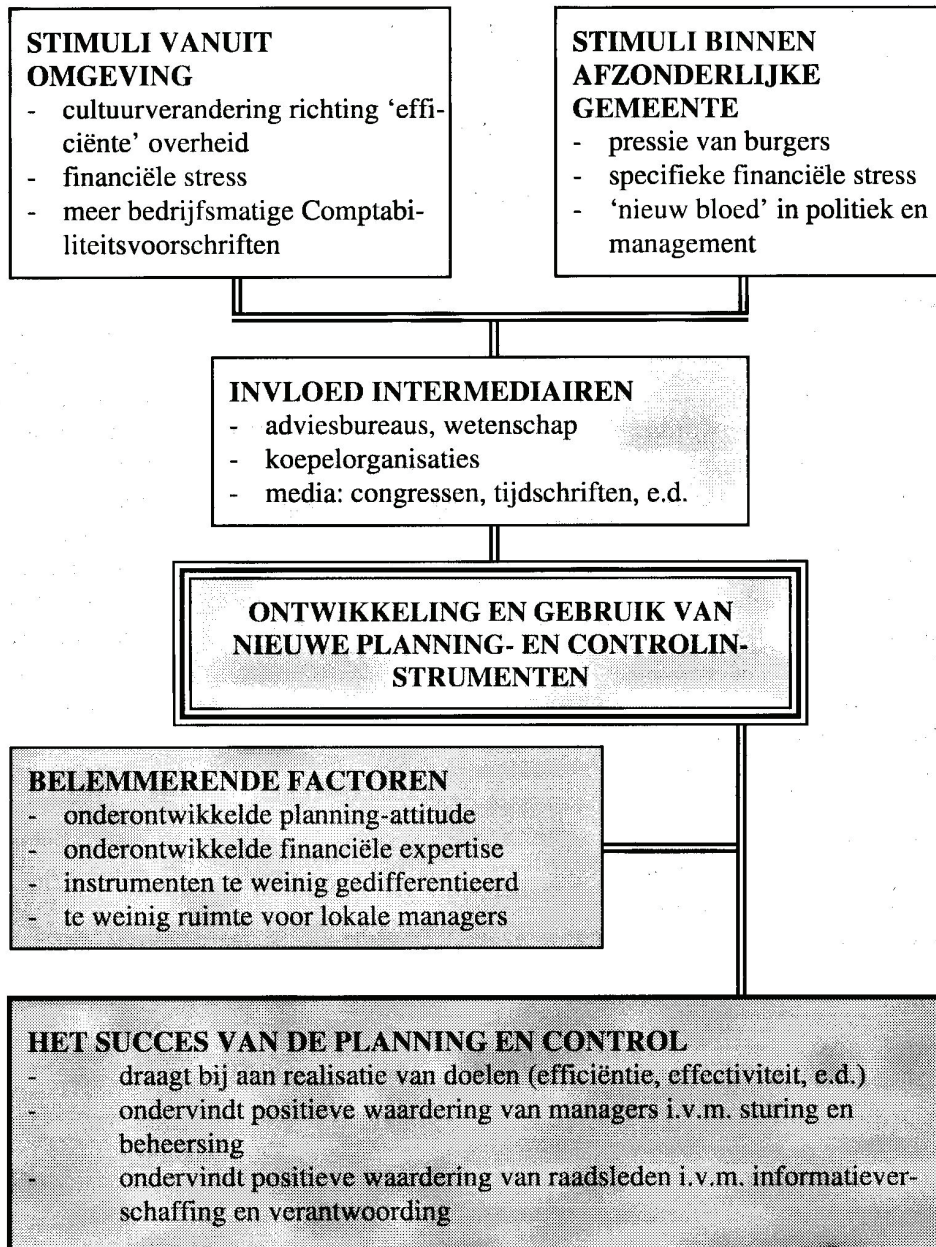 STIMULI VANUIT
OMGEVING
- cultuurverandering richting ‘effi-
ciënte’ overheid
- financiële stress
- meer bedrijfsmatige Comptabi-
liteitsvoorschriften
STIMULI BINNEN
AFZONDERLIJKE
GEMEENTE
- pressie van burgers
- specifieke financiële stress
- ‘nieuw bloed’ in politiek en
management
INVLOED INTERMEDIAIREN
- adviesbureaus, wetenschap
- koepelorganisaties
- media: congressen, tijdschriften, e.d.
ONTWIKKELING EN GEBRUIK VAN
NIEUWE PLANNING- EN CONTROLIN-
STRUMENTEN
BELEMMERENDE FACTOREN
- onderontwikkelde planning-attitude
- onderontwikkelde financiële expertise
- instrumenten te weinig gedifferentieerd
- te weinig ruimte voor lokale managers
HET SUCCES VAN DE PLANNING EN CONTROL
- draagt bij aan realisatie van doelen (efficiëntie, effectiviteit, e.d.)
- ondervindt positieve waardering van managers i.v.m. sturing en
beheersing
- ondervindt positieve waardering van raadsleden i.v.m. informatiever-
schaffing en verantwoording